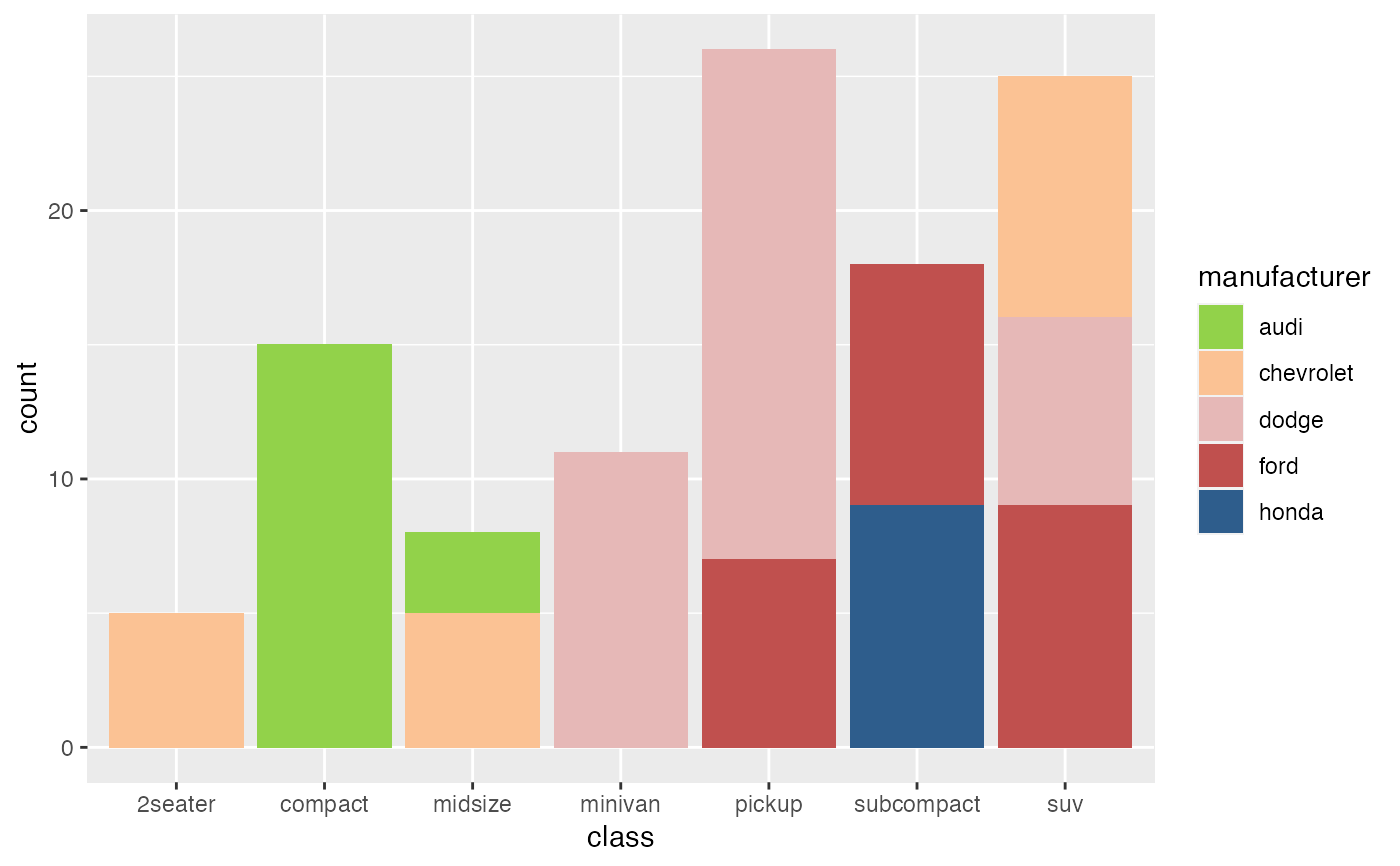 20
10
0
count
2seater compact midsize minivan pickup subcompact suv
class
manufacturer
audi
chevrolet
dodge
ford
honda